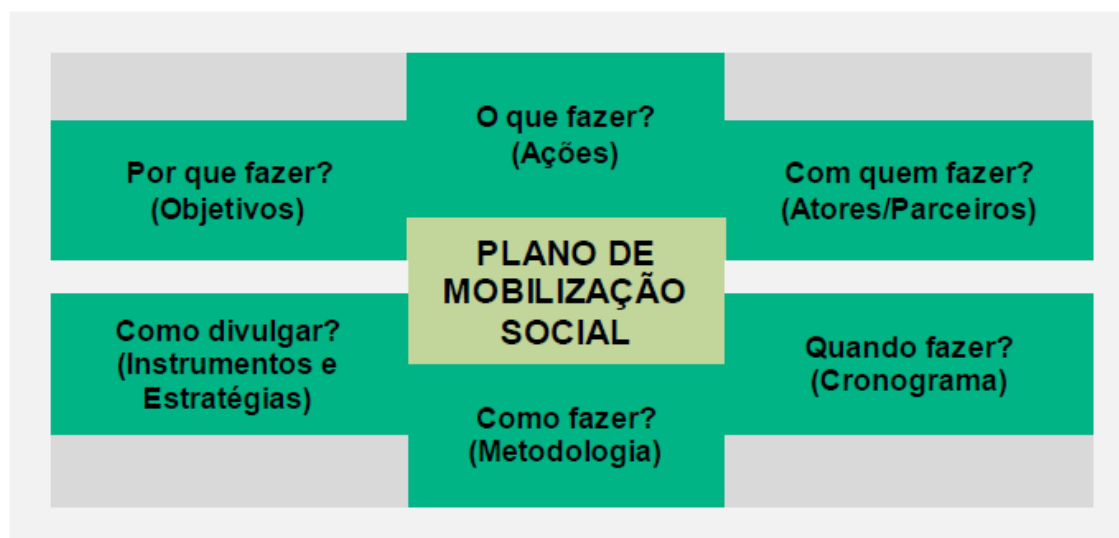 O que fazer?
(Ações)
Por que fazer?
(Objetivos)
Com quem fazer?
(Atores/Parceiros)
PLANO DE
MOBILIZAÇÃO
SOCIAL
Como divulgar?
(Instrumentos e
Estratégias)
Quando fazer?
(Cronograma)
Como fazer?
(Metodologia)